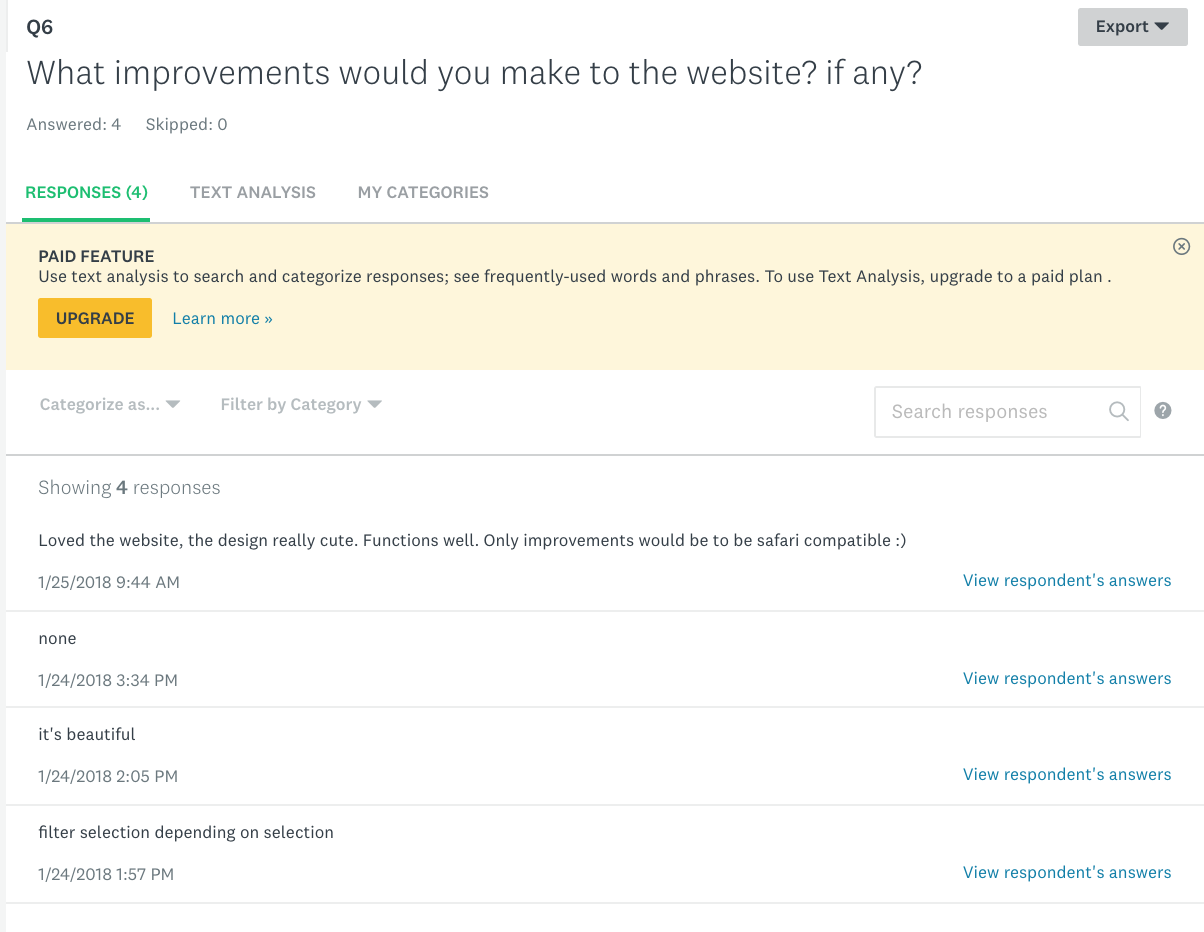 Q6
Export
What improvements would you make to the website? if any?
Answered: 4 Skipped: 0
RESPONSES (4) TEXT ANALYSIS MY CATEGORIES
PAID FEATURE
Use text analysis to search and categorize responses; see frequently-used words and phrases. To use Text Analysis, upgrade to a paid plan .
UPGRADE Learn more »
Categorize as... Filter by Category Search responses ?
Showing 4 responses
Loved the website, the design really cute. Functions well. Only improvements would be to be safari compatible :)
1/25/2018 9:44 AM View respondent's answers
none
1/24/2018 3:34 PM View respondent's answers
it's beautiful
1/24/2018 2:05 PM View respondent's answers
filter selection depending on selection
1/24/2018 1:57 PM View respondent's answers